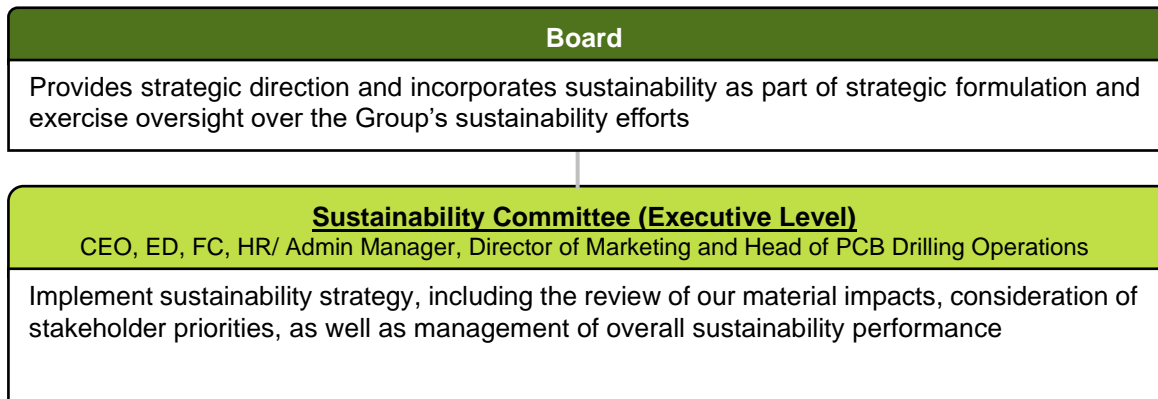 Board
Provides strategic direction and incorporates sustainability as part of strategic formulation and
exercise oversight over the Group's sustainability efforts
Sustainability Committee (Executive Level)
CEO, ED, FC, HR/ Admin Manager, Director of Marketing and Head of PCB Drilling Operations
Implement sustainability strategy, including the review of our material impacts, consideration of
stakeholder priorities, as well as management of overall sustainability performance